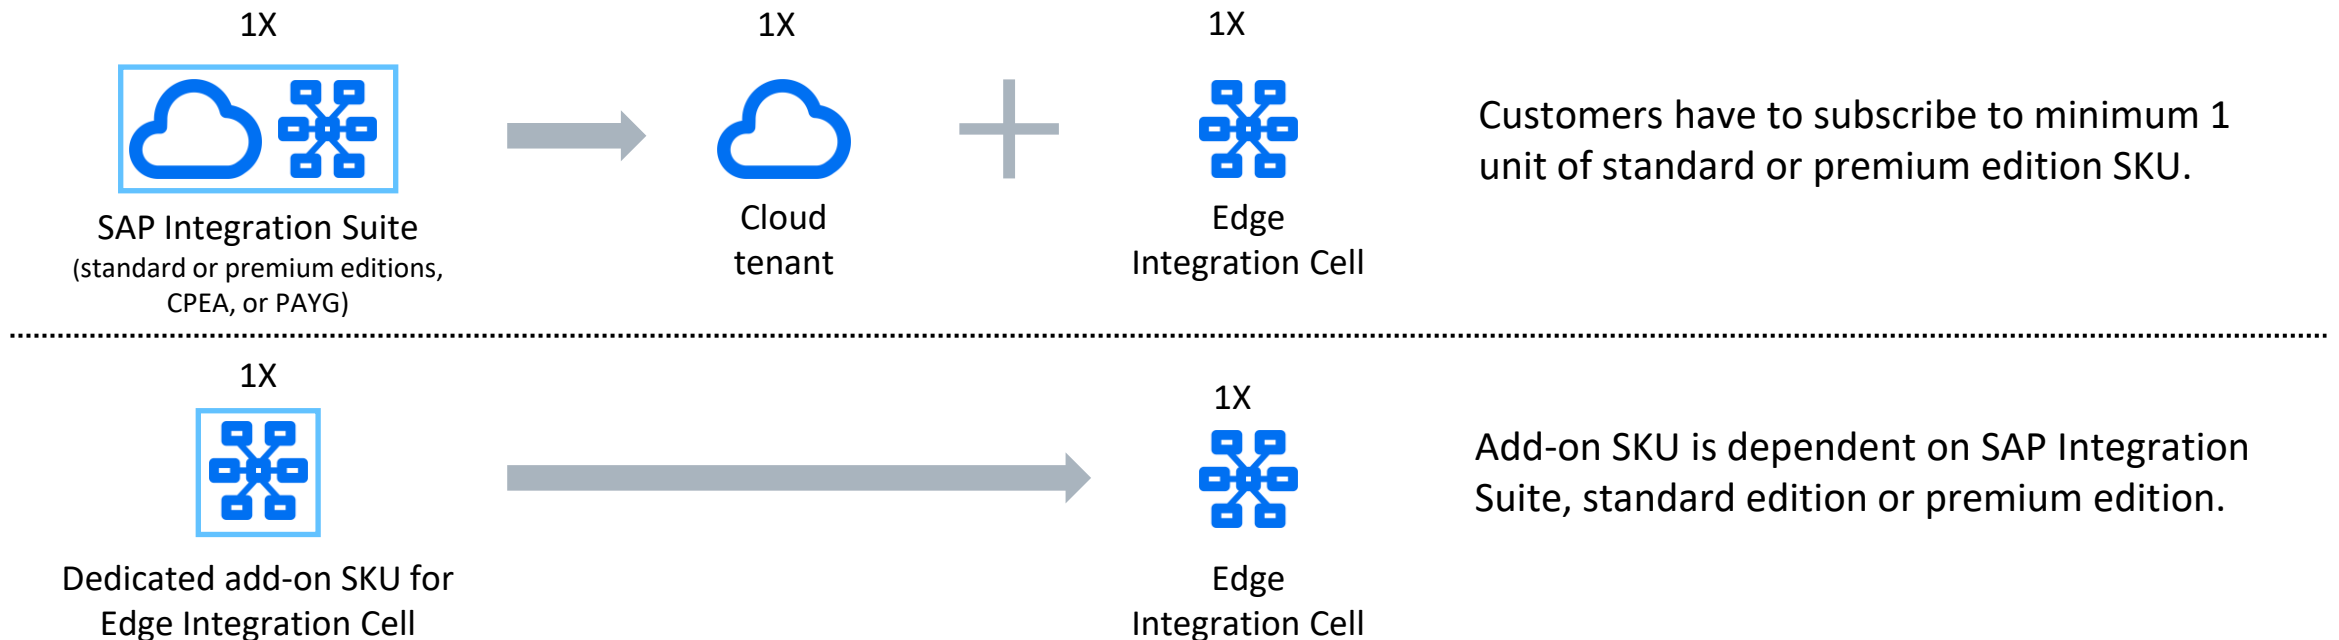 1X
1X
1X
SAP Integration Suite
(standard or premium editions,
CPEA, or PAYG)
Cloud
tenant
Edge
Integration Cell
Customers have to subscribe to minimum 1
unit of standard or premium edition SKU.
1X
1X
Dedicated add-on SKU for
Edge Integration Cell
Edge
Integration Cell
Add-on SKU is dependent on SAP Integration
Suite, standard edition or premium edition.